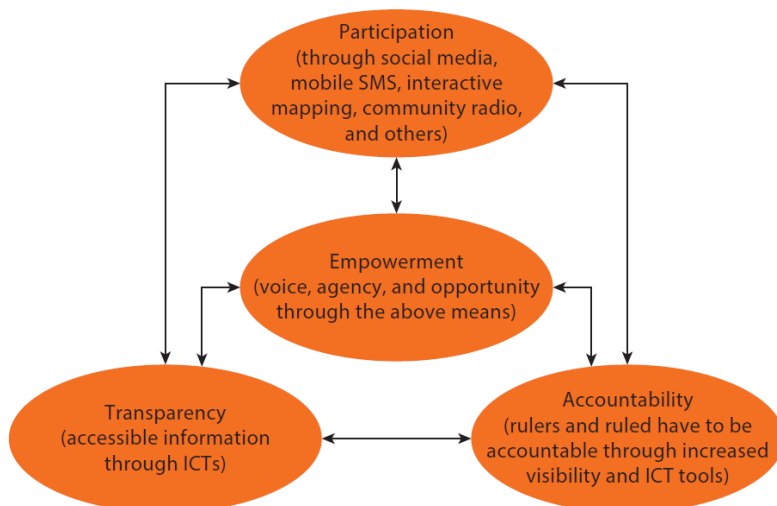 Participation
(through social media,
mobile SMS, interactive
mapping, community radio,
and others)
Empowerment
(voice, agency, and opportunity
through the above means)
Transparency
(accessible information
through ICTs)
Accountability
(rulers and ruled have to be
accountable through increased
visibility and ICT tools)